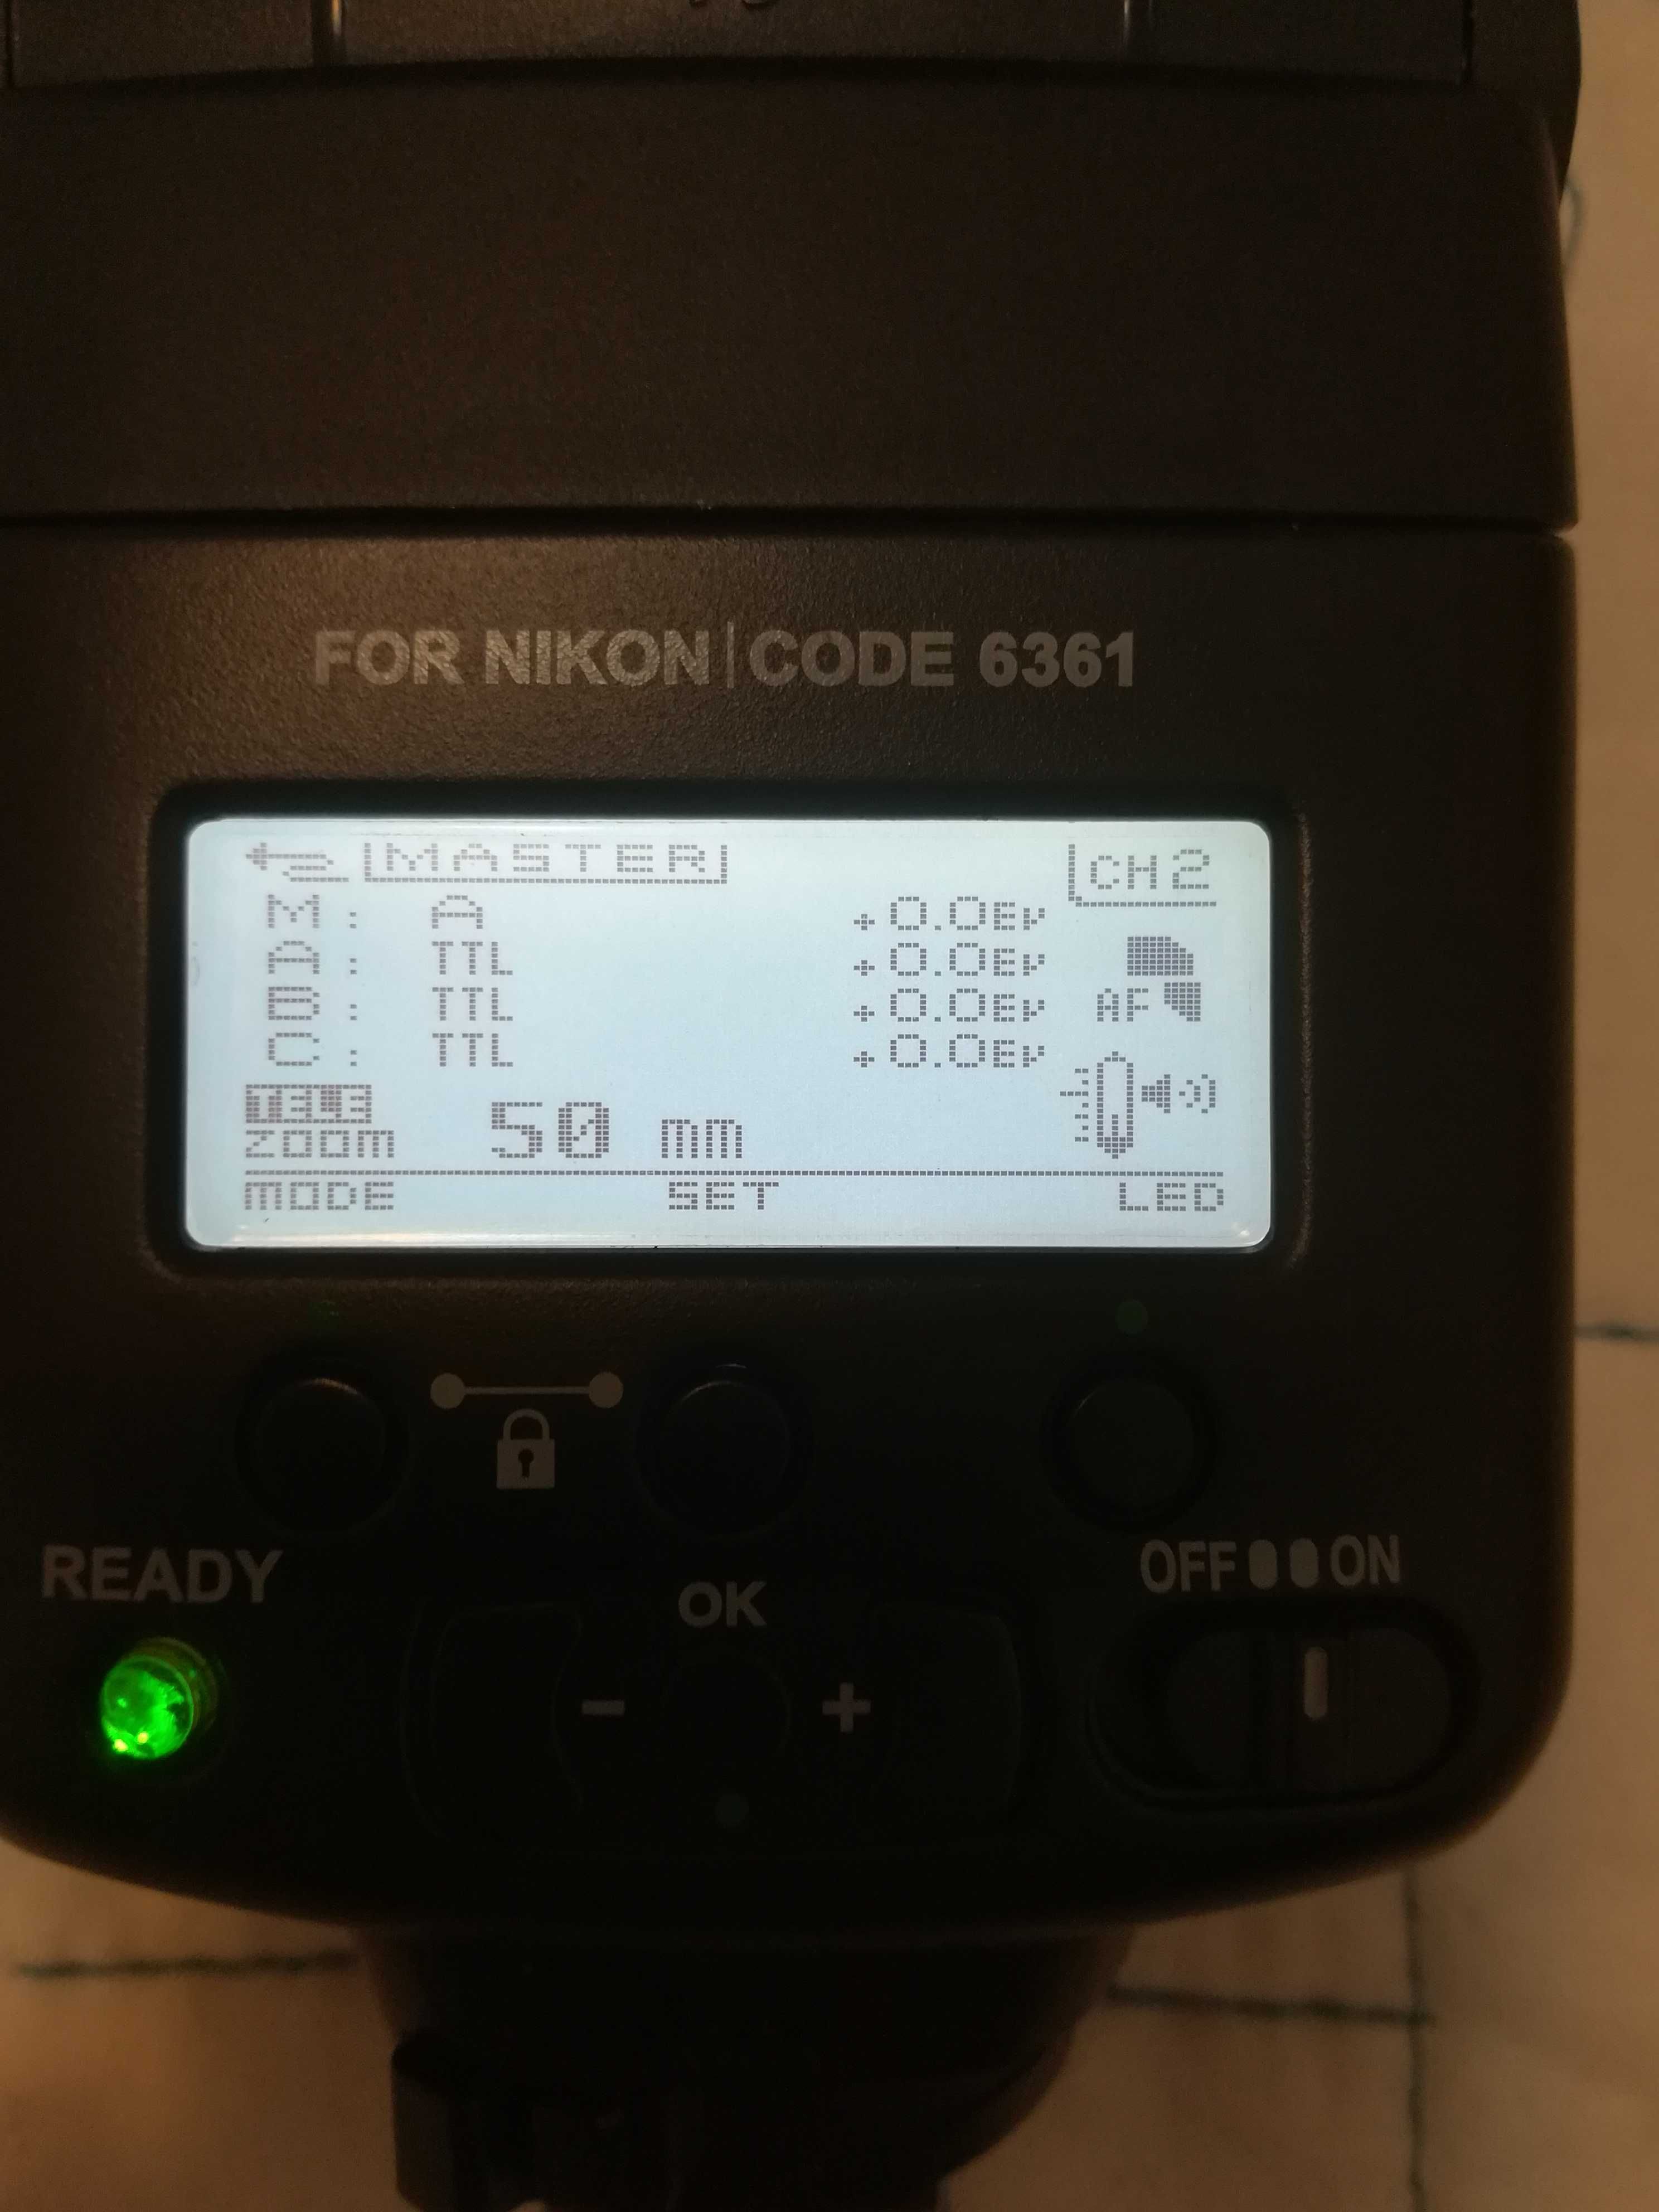 FOR NIKON | CODE 6361
MASTER CH2
M : A +0.0EV
A : TTL +0.0EV
B : TTL +0.0EV AF
C : TTL +0.0EV
ZOOM 50 mm
MODE SET LED
READY
OK
OFF ON
- +